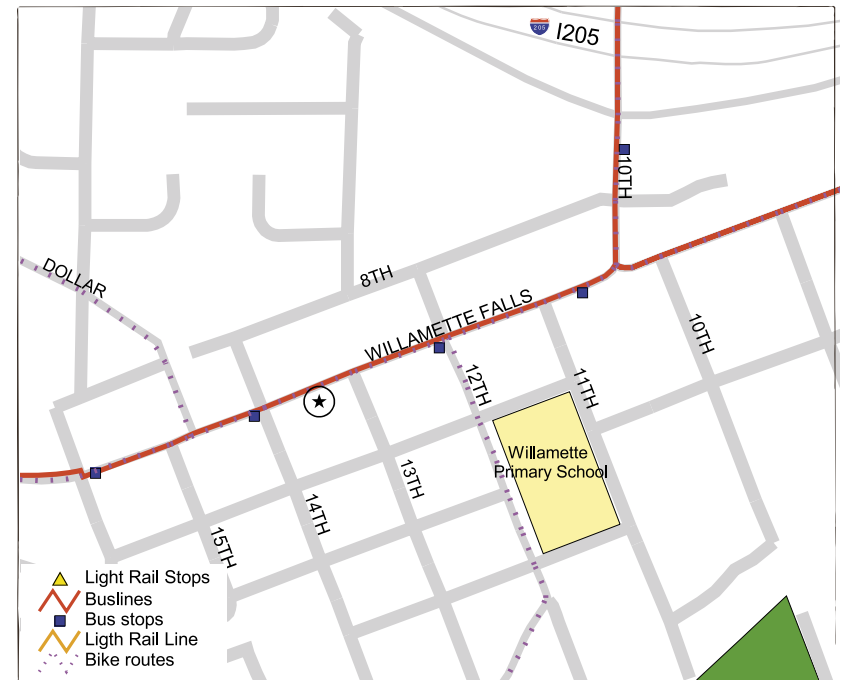 205
I205
10TH
DOLLAR
8TH
WILLAMETTE FALLS
10TH
12TH
11TH
Willamette
Primary School
13TH
14TH
15TH
Light Rail Stops
Buslines
Bus stops
Ligth Rail Line
Bike routes